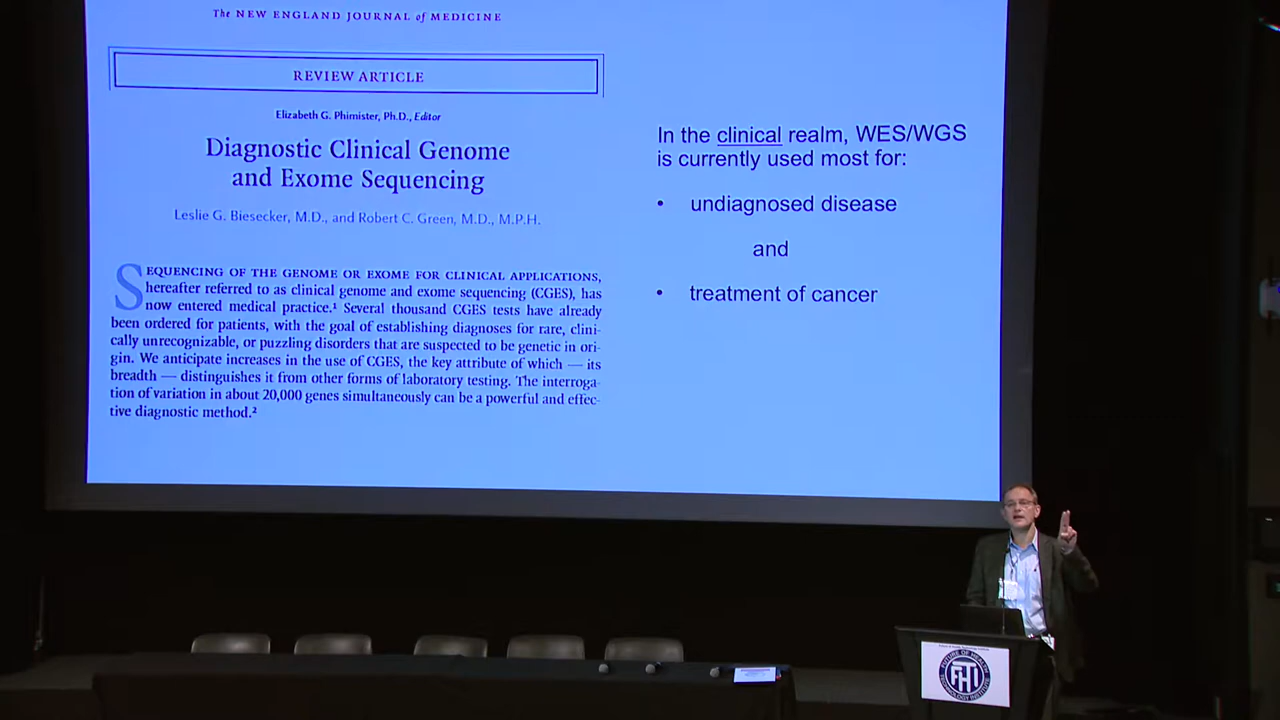 The NEW ENGLAND JOURNAL of MEDICINE
REVIEW ARTICLE
Elizabeth G. Phimister, Ph.D., Editor
Diagnostic Clinical Genome
and Exome Sequencing
Leslie G. Biesecker, M.D., and Robert C. Green, M.D., M.P.H.
SEQUENCING OF THE GENOME OR EXOME FOR CLINICAL APPLICATIONS,
hereafter referred to as clinical genome and exome sequencing (CGES), has
now entered medical practice.¹ Several thousand CGES tests have already
been ordered for patients, with the goal of establishing diagnoses for rare, clini-
cally unrecognizable, or puzzling disorders that are suspected to be genetic in ori-
gin. We anticipate increases in the use of CGES, the key attribute of which — its
breadth — distinguishes it from other forms of laboratory testing. The interroga-
tion of variation in about 20,000 genes simultaneously can be a powerful and effec-
tive diagnostic method.²
In the clinical realm, WES/WGS
is currently used most for:
• undiagnosed disease
and
• treatment of cancer
FUTURE OF HEALTH
FHTI
TECHNOLOGY INSTITUTE